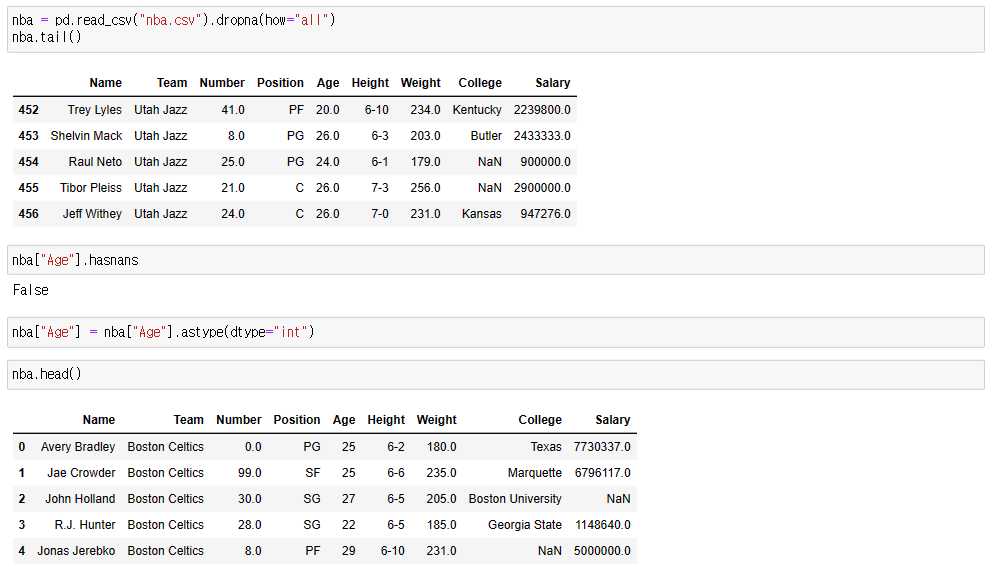 nba = pd.read_csv("nba.csv").dropna(how="all")
nba.tail()
Name Team Number Position Age Height Weight College Salary
452 Trey Lyles Utah Jazz 41.0 PF 20.0 6-10 234.0 Kentucky 2239800.0
453 Shelvin Mack Utah Jazz 8.0 PG 26.0 6-3 203.0 Butler 2433333.0
454 Raul Neto Utah Jazz 25.0 PG 24.0 6-1 179.0 NaN 900000.0
455 Tibor Pleiss Utah Jazz 21.0 C 26.0 7-3 256.0 NaN 2900000.0
456 Jeff Withey Utah Jazz 24.0 C 26.0 7-0 231.0 Kansas 947276.0
nba["Age"].hasnans
False
nba["Age"] = nba["Age"].astype(dtype="int")
nba.head()
Name Team Number Position Age Height Weight College Salary
0 Avery Bradley Boston Celtics 0.0 PG 25 6-2 180.0 Texas 7730337.0
1 Jae Crowder Boston Celtics 99.0 SF 25 6-6 235.0 Marquette 6796117.0
2 John Holland Boston Celtics 30.0 SG 27 6-5 205.0 Boston University NaN
3 R.J. Hunter Boston Celtics 28.0 SG 22 6-5 185.0 Georgia State 1148640.0
4 Jonas Jerebko Boston Celtics 8.0 PF 29 6-10 231.0 NaN 5000000.0